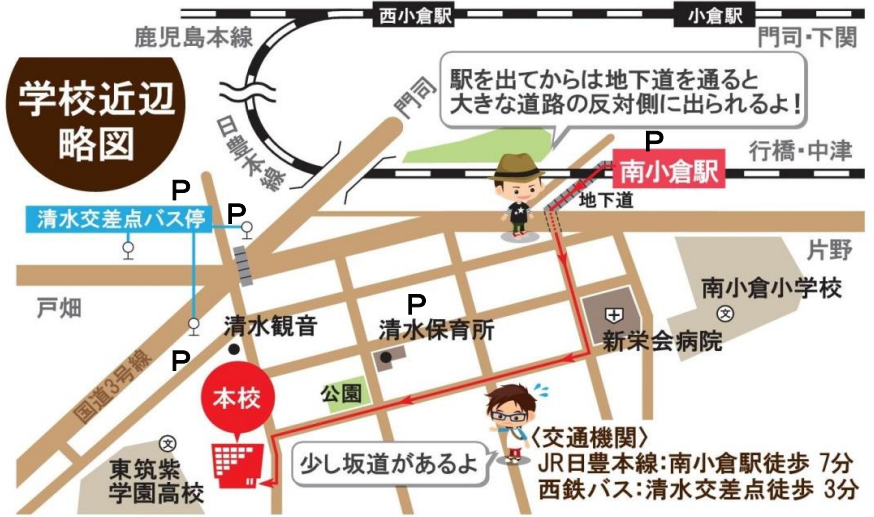 西小倉駅
小倉駅
鹿児島本線
門司・下関
学校近辺
略図
駅を出てからは地下道を通ると
大きな道路の反対側に出られるよ！
門司
日豊本線
P
行橋・中津
南小倉駅
地下道
P
P
清水交差点バス停
片野
戸畑
南小倉小学校
文
P
清水観音
清水保育所
新栄会病院
P
国道3号線
本校
公園
〈交通機関〉
JR日豊本線：南小倉駅徒歩 7分
西鉄バス：清水交差点徒歩 3分
少し坂道があるよ
文
東筑紫
学園高校